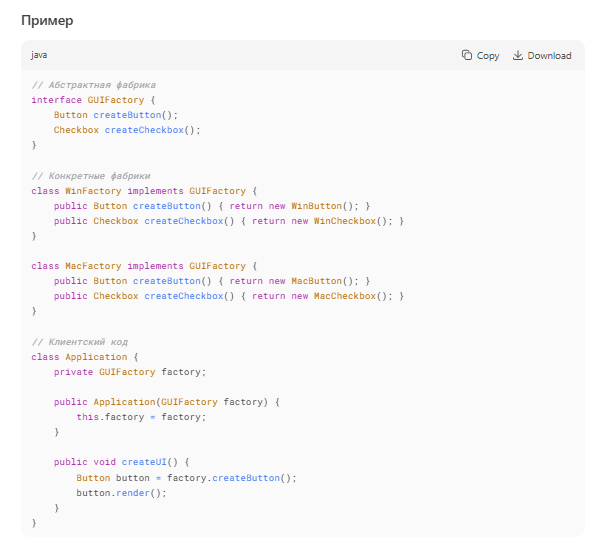 Пример
java
Copy
Download
// Абстрактная фабрика
interface GUIFactory {
    Button createButton();
    Checkbox createCheckbox();
}
// Конкретные фабрики
class WinFactory implements GUIFactory {
    public Button createButton() { return new WinButton(); }
    public Checkbox createCheckbox() { return new WinCheckbox(); }
}
class MacFactory implements GUIFactory {
    public Button createButton() { return new MacButton(); }
    public Checkbox createCheckbox() { return new MacCheckbox(); }
}
// Клиентский код
class Application {
    private GUIFactory factory;
    public Application(GUIFactory factory) {
        this.factory = factory;
    }
    public void createUI() {
        Button button = factory.createButton();
        button.render();
    }
}